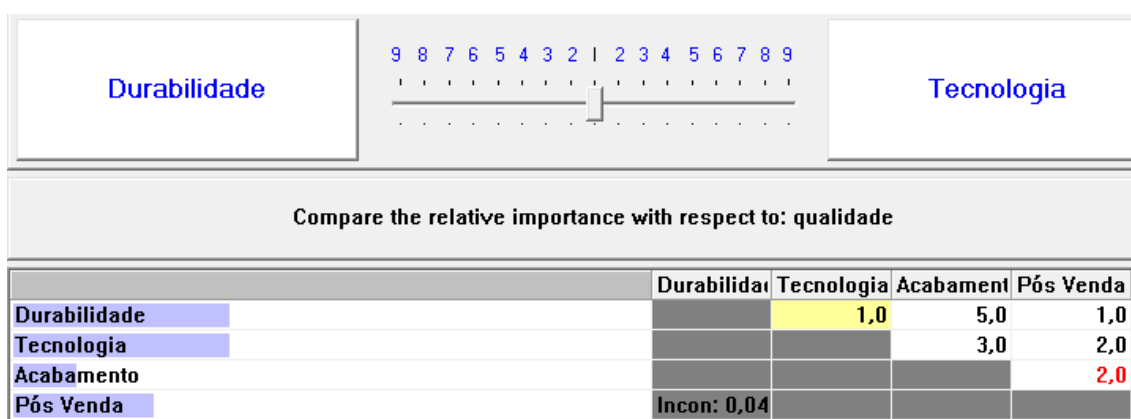 9 8 7 6 5 4 3 2 1 2 3 4 5 6 7 8 9
Durabilidade
Tecnologia
Compare the relative importance with respect to: qualidade
Durabilida Tecnologia Acabament Pós Venda
Durabilidade 1,0 5,0 1,0
Tecnologia 3,0 2,0
Acabamento 2,0
Pós Venda Incon: 0,04